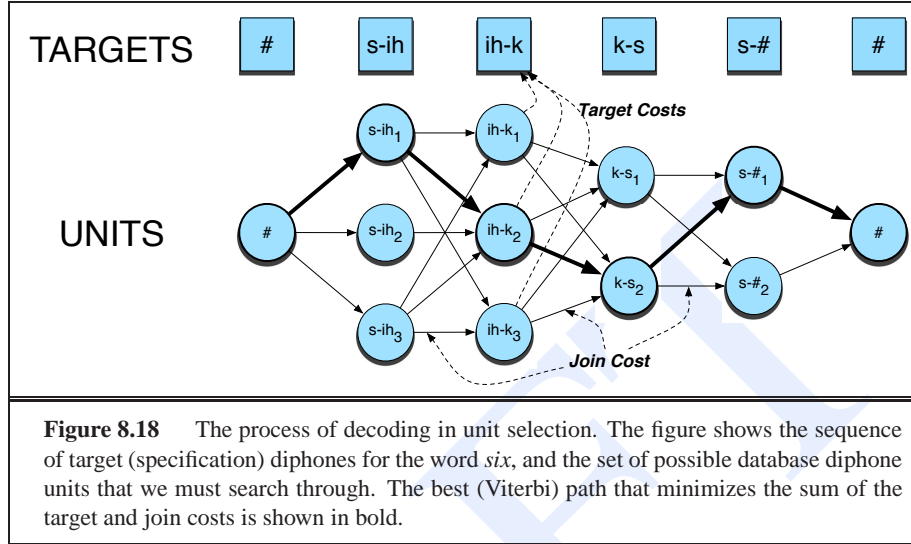 TARGETS # s-ih ih-k k-s s-# #
Target Costs
s-ih1 ih-k1
k-s1 s-#1
UNITS # s-ih2 ih-k2 #
k-s2 s-#2
s-ih3 ih-k3
Join Cost
Figure 8.18 The process of decoding in unit selection. The figure shows the sequence
of target (specification) diphones for the word six, and the set of possible database diphone
units that we must search through. The best (Viterbi) path that minimizes the sum of the
target and join costs is shown in bold.